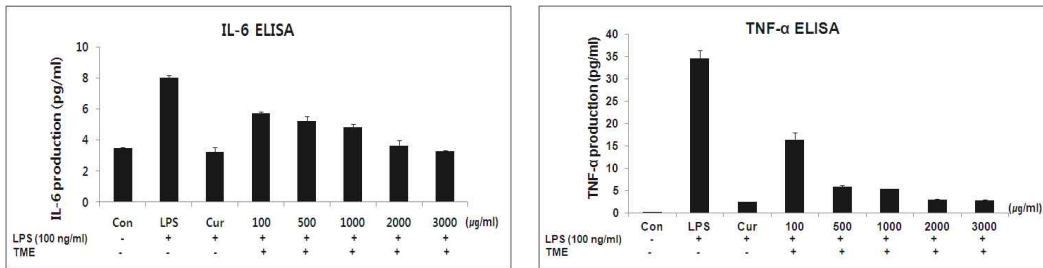 IL-6 ELISA
IL-6 production (pg/ml)
10
8
6
4
2
0
Con LPS Cur 100 500 1000 2000 3000 (μg/ml)
LPS (100 ng/ml) - + + + + + + +
TME - - - + + + + +
TNF-α ELISA
TNF-α production (pg/ml)
40
35
30
25
20
15
10
5
0
Con LPS Cur 100 500 1000 2000 3000 (μg/ml)
LPS (100 ng/ml) - + + + + + + +
TME - - - + + + + +